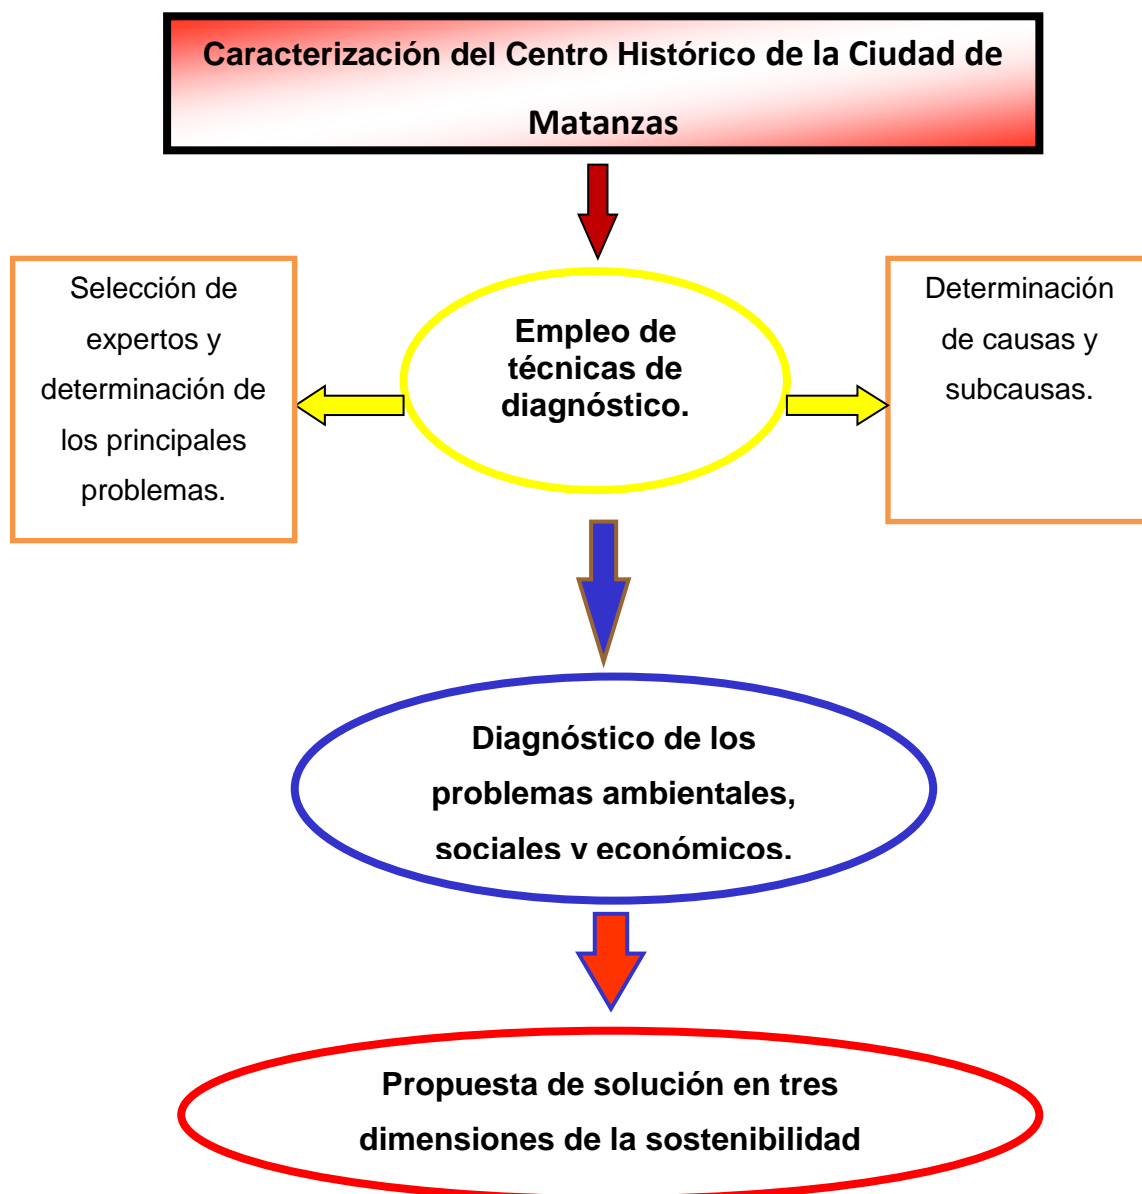 Caracterización del Centro Histórico de la Ciudad de
Matanzas
Selección de
expertos y
determinación de
los principales
problemas.
Empleo de
técnicas de
diagnóstico.
Determinación
de causas y
subcausas.
Diagnóstico de los
problemas ambientales,
sociales y económicos.
Propuesta de solución en tres
dimensiones de la sostenibilidad